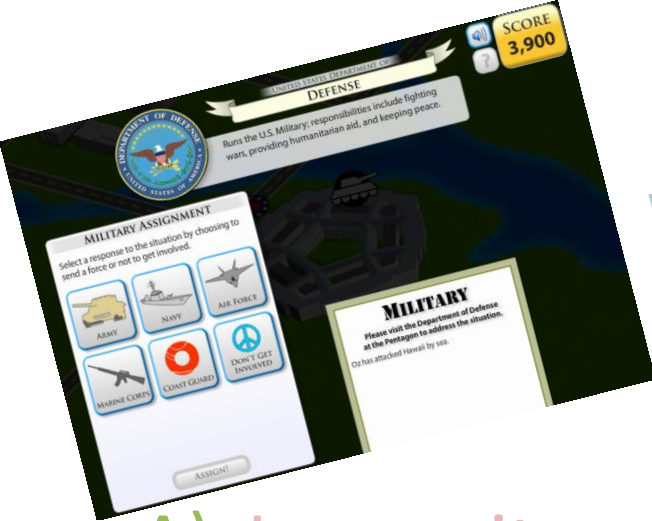 SCORE
3,900
?
UNITED STATES DEPARTMENT OF
DEFENSE
Runs the U.S. Military; responsibilities include fighting
wars, providing humanitarian aid, and keeping peace.
DEPARTMENT OF DEFENSE
UNITED STATES OF AMERICA
MILITARY ASSIGNMENT
Select a response to the situation by choosing to
send a force or not to get involved.
ARMY
NAVY
AIR FORCE
MARINE CORPS
COAST GUARD
DON'T GET
INVOLVED
ASSIGN!
MILITARY
Please visit the Department of Defense
at the Pentagon to address the situation.
Oz has attacked Hawaii by sea.